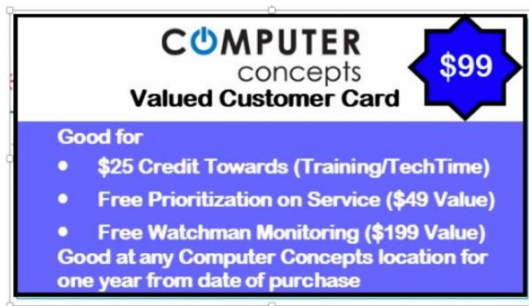 COMPUTER
concepts
$99
Valued Customer Card
Good for
• $25 Credit Towards (Training/TechTime)
• Free Prioritization on Service ($49 Value)
• Free Watchman Monitoring ($199 Value)
Good at any Computer Concepts location for
one year from date of purchase